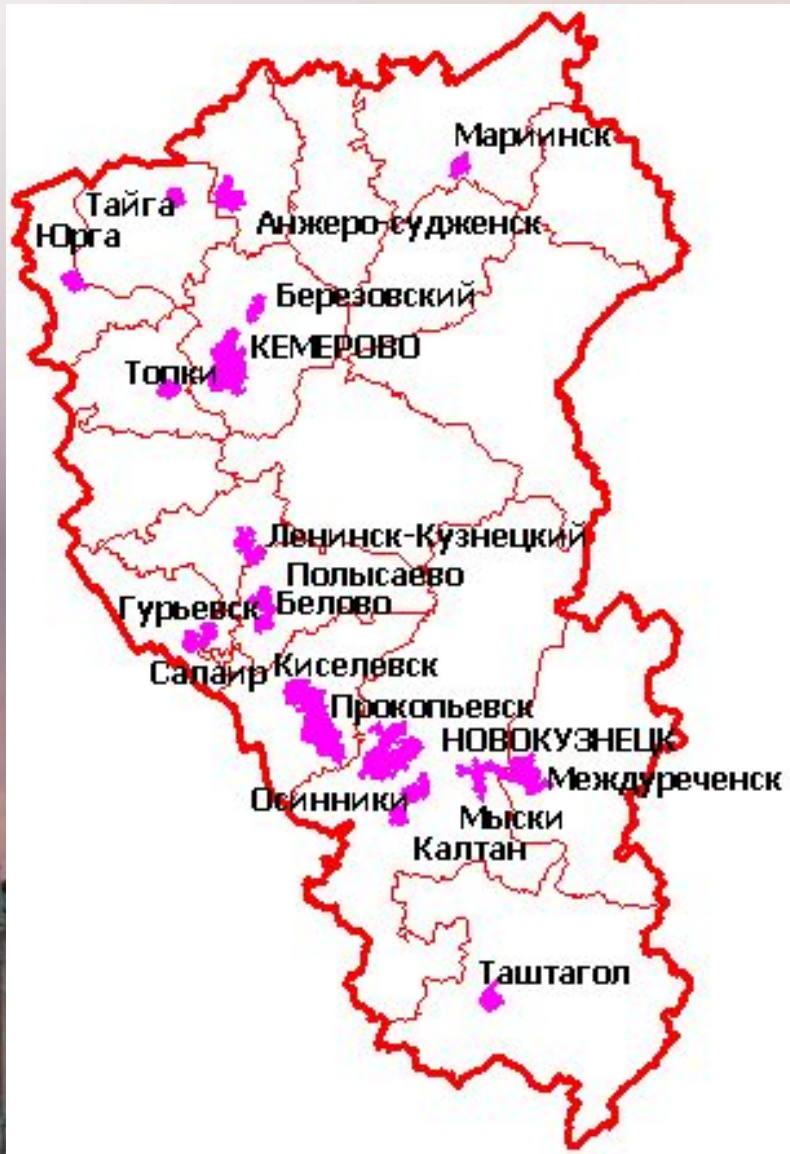 Мариинск
Тайга
Анжеро-судженск
Юрга
Березовский
КЕМЕРОВО
Топки
Ленинск-Кузнецкий
Полысаево
Гурьевск
Белово
Салаир
Киселевск
Прокопьевск
НОВОКУЗНЕЦК
Междуреченск
Осинники
Мыски
Калтан
Таштагол